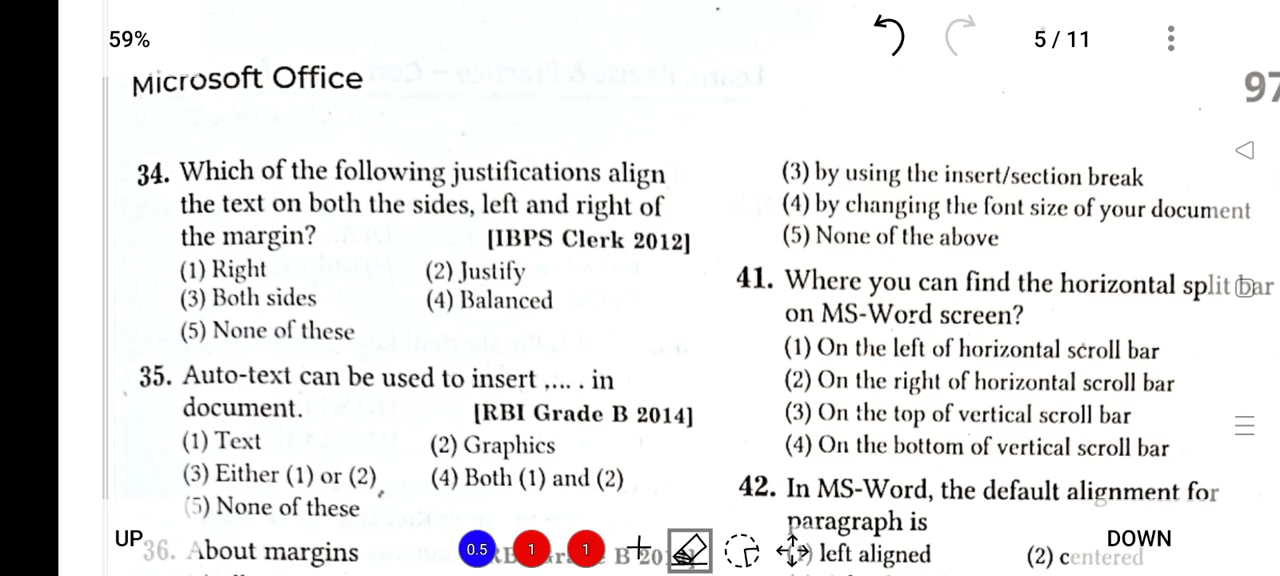 59%
5 / 11
Microsoft Office
97
34. Which of the following justifications align
the text on both the sides, left and right of
the margin? [IBPS Clerk 2012]
(1) Right (2) Justify
(3) Both sides (4) Balanced
(5) None of these
35. Auto-text can be used to insert ..... in
document. [RBI Grade B 2014]
(1) Text (2) Graphics
(3) Either (1) or (2) (4) Both (1) and (2)
(5) None of these
36. About margins
(3) by using the insert/section break
(4) by changing the font size of your document
(5) None of the above
41. Where you can find the horizontal split bar
on MS-Word screen?
(1) On the left of horizontal scroll bar
(2) On the right of horizontal scroll bar
(3) On the top of vertical scroll bar
(4) On the bottom of vertical scroll bar
42. In MS-Word, the default alignment for
paragraph is
left aligned (2) centered
UP
0.5
1
1
DOWN